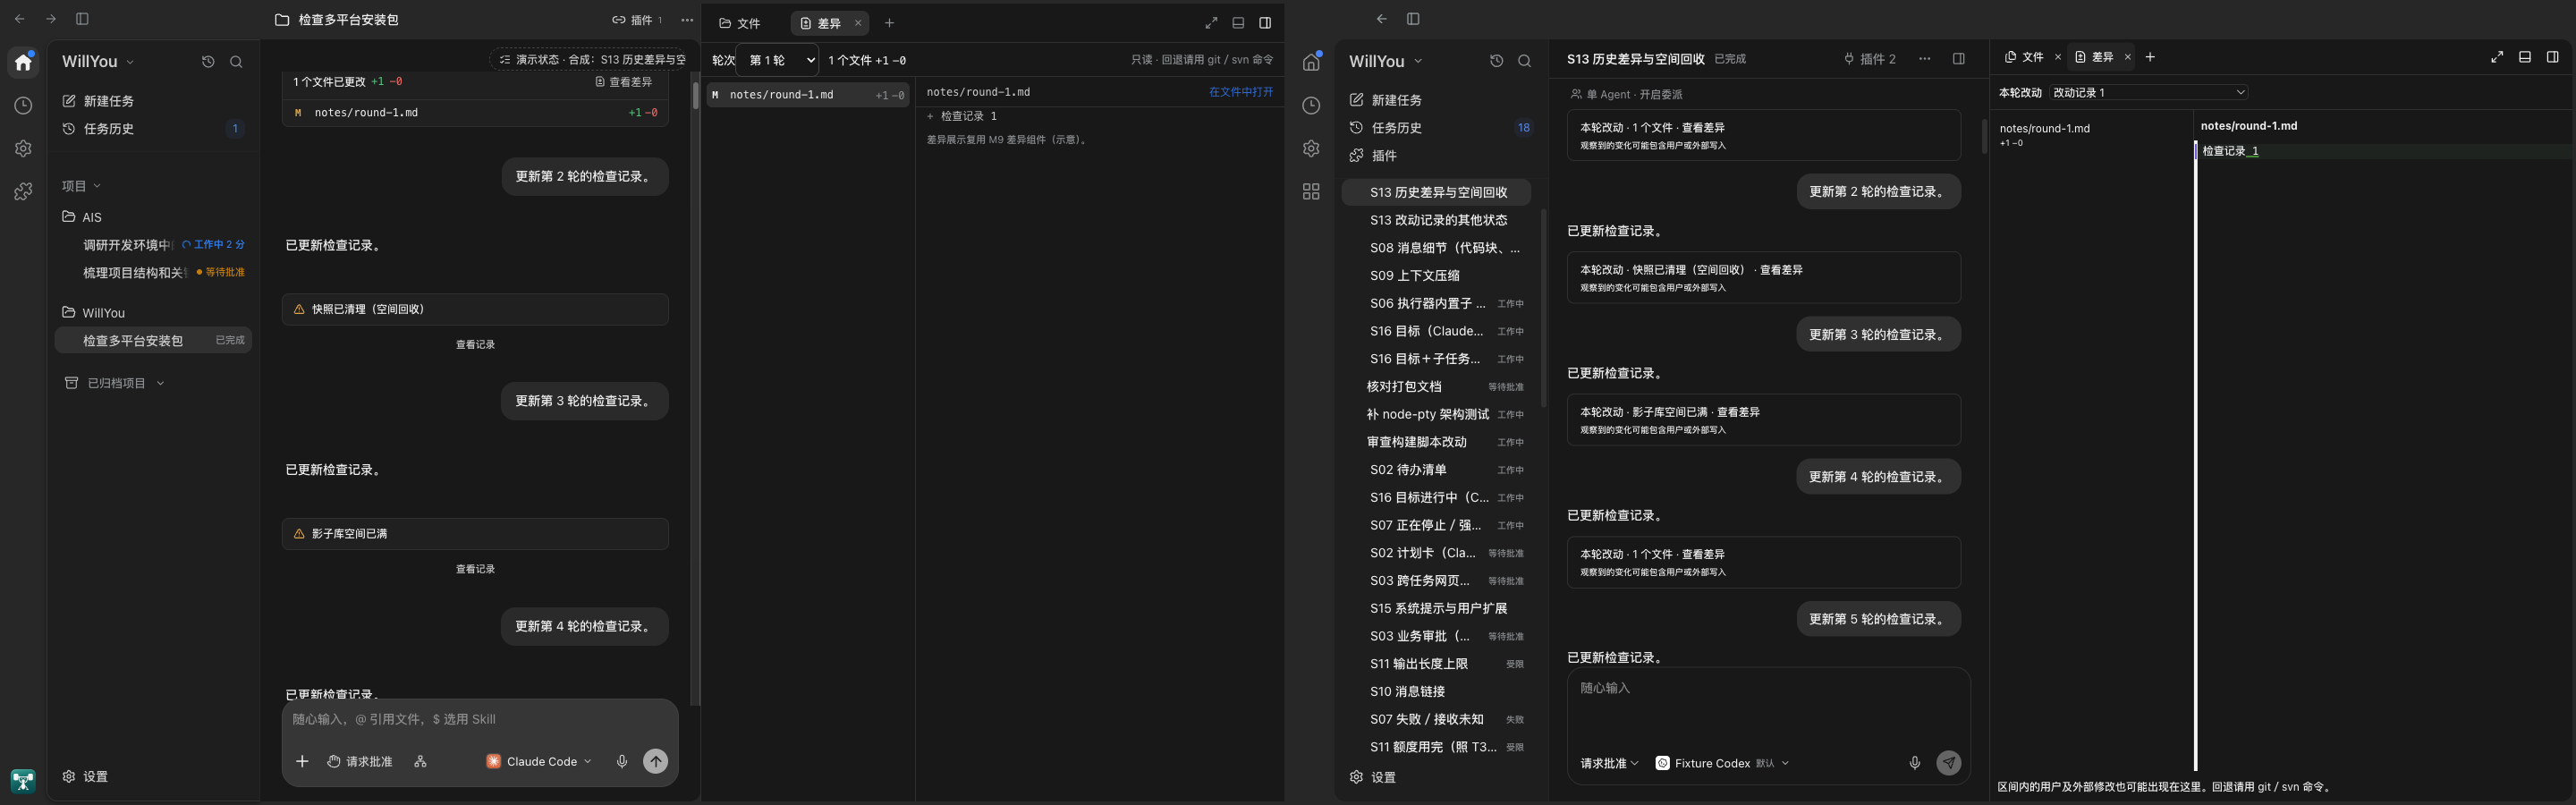 检查多平台安装包
插件 1
WillYou
新建任务
任务历史 1
项目
AIS
调研开发环境中 工作中 2 分
梳理项目结构和关 等待批准
WillYou
检查多平台安装包 已完成
已归档项目
设置
演示状态 · 合成：S13 历史差异与空
1 个文件已更改 +1 −0 查看差异
M notes/round-1.md +1 −0
更新第 2 轮的检查记录。
已更新检查记录。
快照已清理（空间回收）
查看记录
更新第 3 轮的检查记录。
已更新检查记录。
影子库空间已满
查看记录
更新第 4 轮的检查记录。
已更新检查记录。
随心输入，@ 引用文件，$ 选用 Skill
请求批准 Claude Code
文件 差异
轮次 第 1 轮 1 个文件 +1 −0 只读 · 回退请用 git / svn 命令
M notes/round-1.md +1 −0
notes/round-1.md 在文件中打开
+ 检查记录 1
差异展示复用 M9 差异组件（示意）。
WillYou
新建任务
任务历史 18
插件
S13 历史差异与空间回收
S13 改动记录的其他状态
S08 消息细节（代码块、...
S09 上下文压缩
S06 执行器内置子 ... 工作中
S16 目标（Claude... 工作中
S16 目标＋子任务... 工作中
核对打包文档 等待批准
补 node-pty 架构测试 工作中
审查构建脚本改动 工作中
S02 待办清单 工作中
S16 目标进行中（C... 工作中
S07 正在停止 / 强... 工作中
S02 计划卡（Cla... 等待批准
S03 跨任务网页... 等待批准
S15 系统提示与用户扩展
S03 业务审批（... 等待批准
S11 输出长度上限 受限
S10 消息链接
S07 失败 / 接收未知 失败
S11 额度用完（照 T3... 受限
设置
S13 历史差异与空间回收 已完成 插件 2
单 Agent · 开启委派
本轮改动 · 1 个文件 · 查看差异
观察到的变化可能包含用户或外部写入
更新第 2 轮的检查记录。
已更新检查记录。
本轮改动 · 快照已清理（空间回收） · 查看差异
观察到的变化可能包含用户或外部写入
更新第 3 轮的检查记录。
已更新检查记录。
本轮改动 · 影子库空间已满 · 查看差异
观察到的变化可能包含用户或外部写入
更新第 4 轮的检查记录。
已更新检查记录。
本轮改动 · 1 个文件 · 查看差异
观察到的变化可能包含用户或外部写入
更新第 5 轮的检查记录。
已更新检查记录。
随心输入
请求批准 Fixture Codex 默认
文件 差异
本轮改动 改动记录 1
notes/round-1.md
+1 −0
notes/round-1.md
检查记录 1
区间内的用户及外部修改也可能出现在这里。回退请用 git / svn 命令。